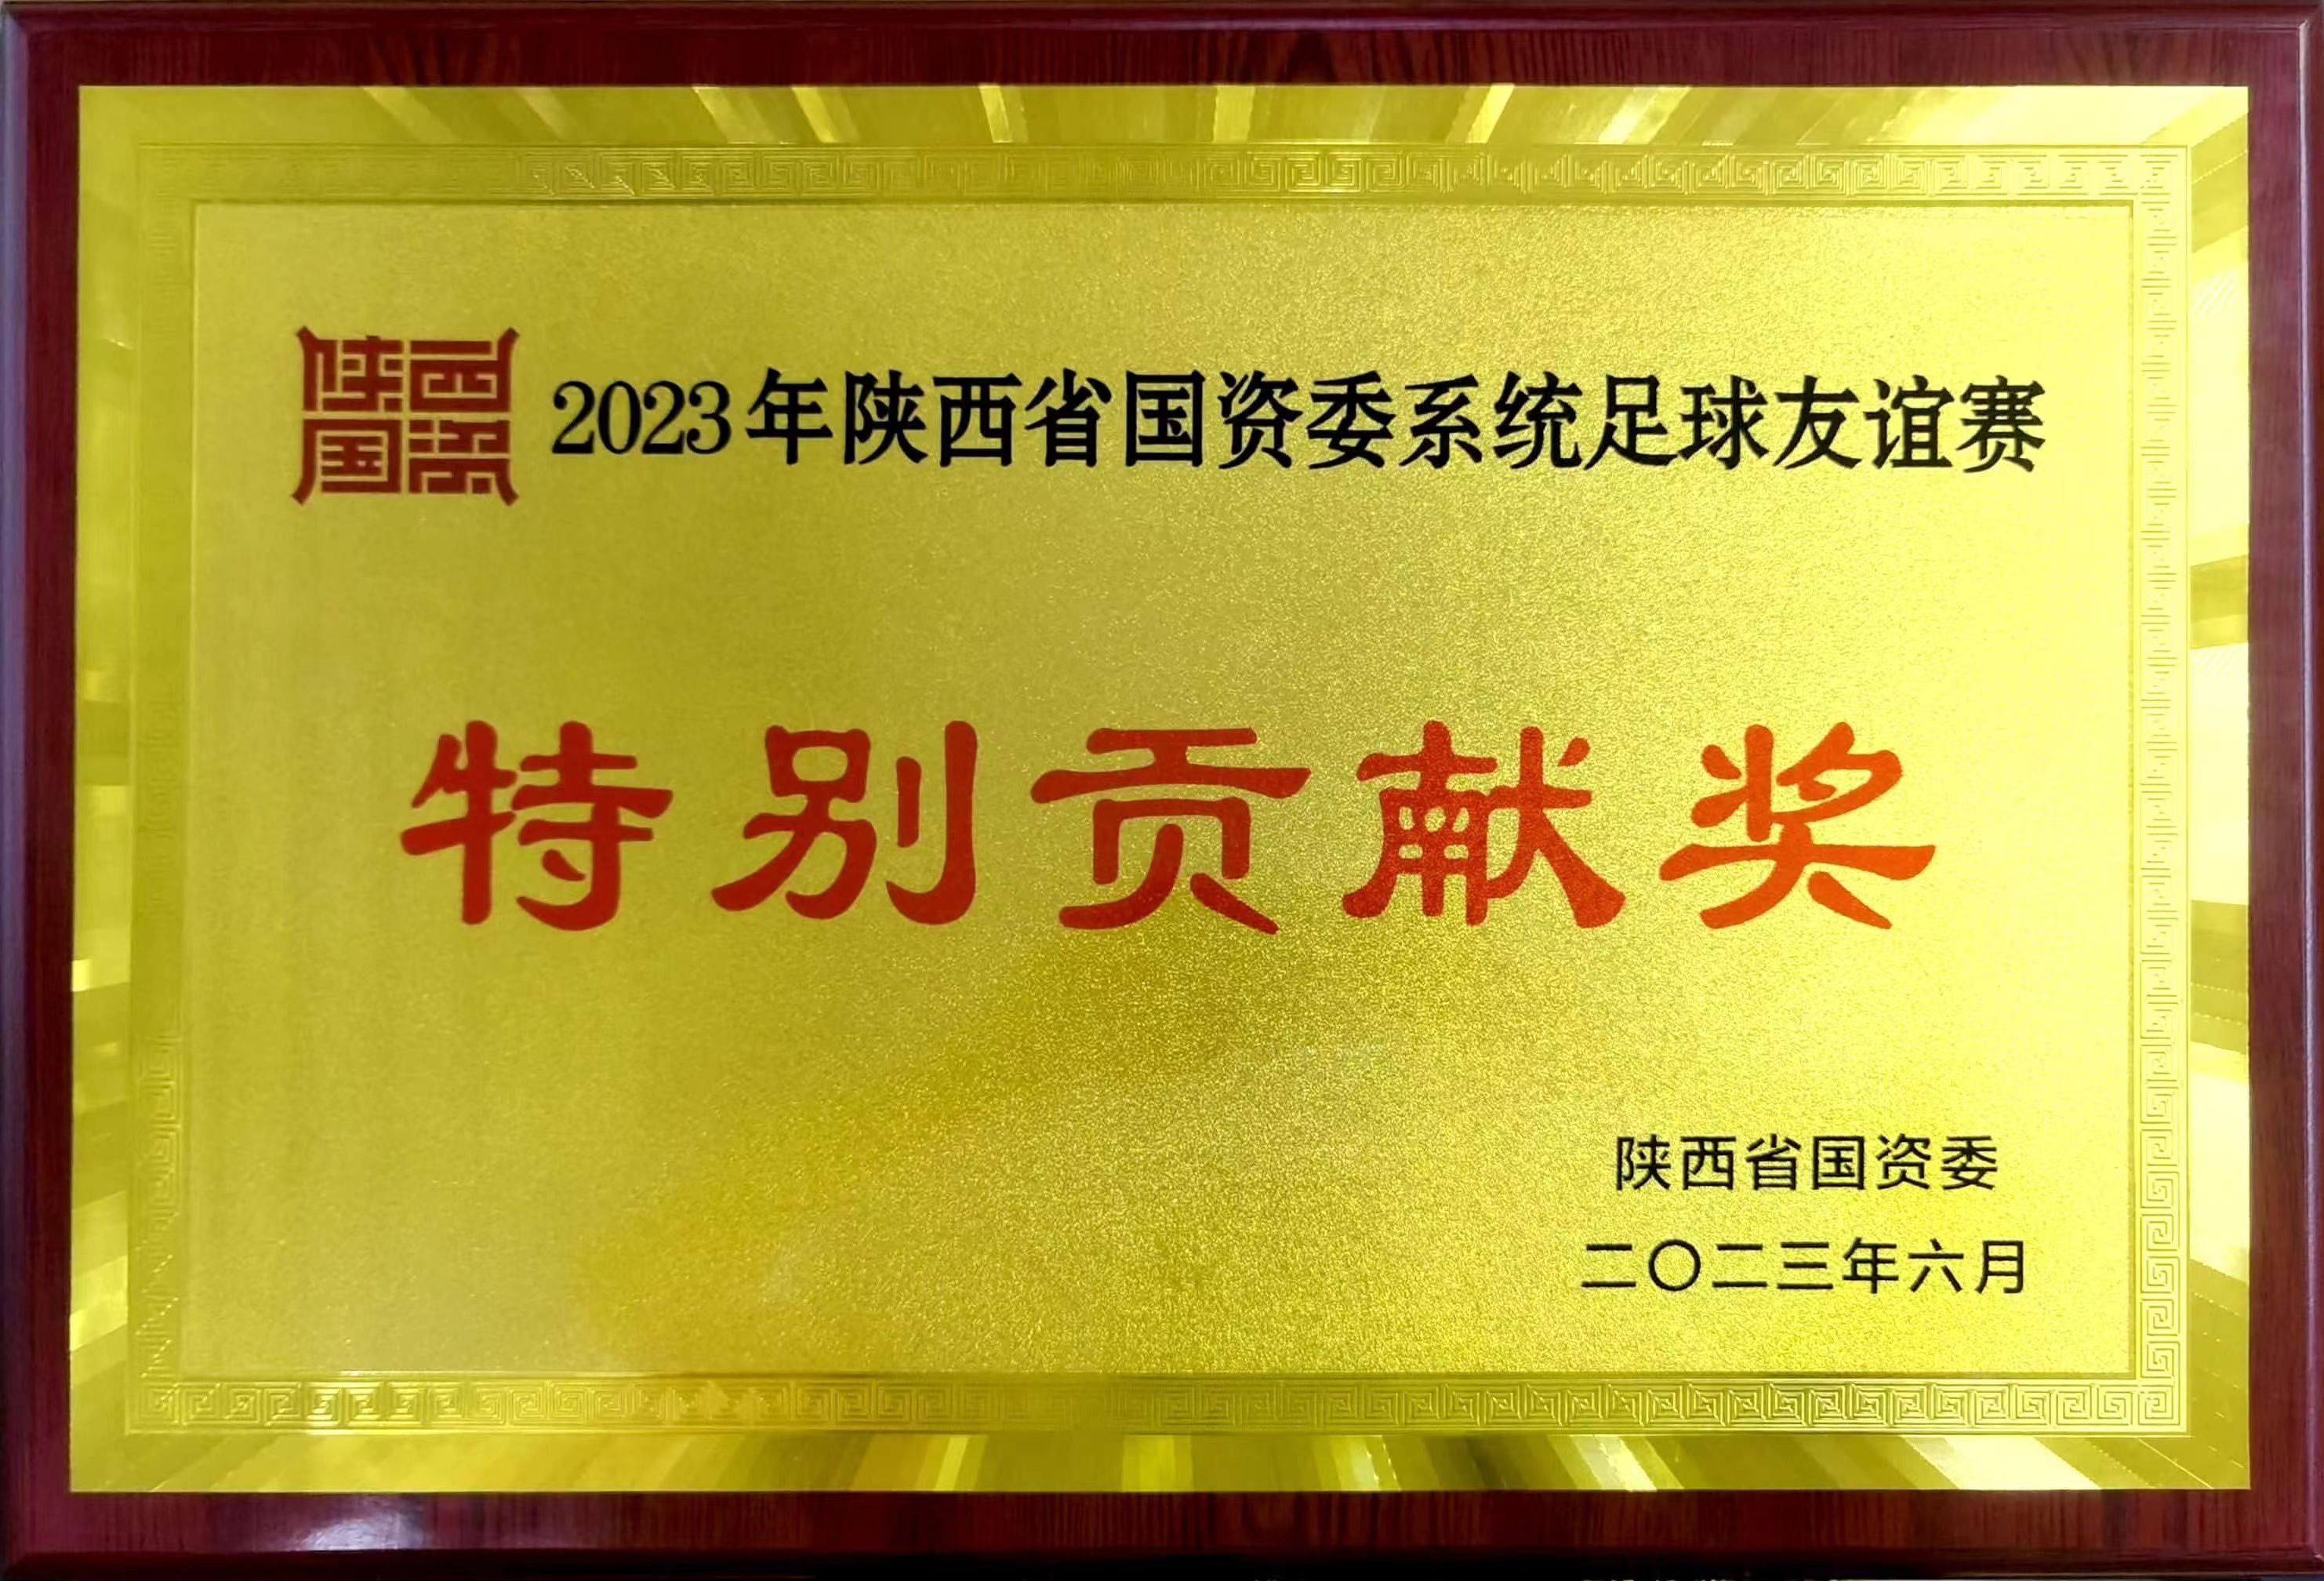 陕西国资
2023年陕西省国资委系统足球友谊赛
特别贡献奖
陕西省国资委
二〇二三年六月